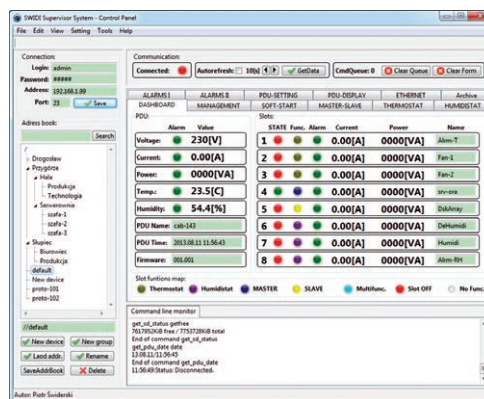 SWIDI Supervisor System - Control Panel
File Edit View Setting Tools Help
Connection:
Login: admin
Password: #####
Address: 192.168.1.99
Port: 23 Save
Adress book:
Search
/
Drogosław
Przygórze
Hala
Produkcja
Technologia
Serwerownia
szafa-1
szafa-2
szafa-3
Słupiec
Biurowiec
Produkcja
default
New device
proto-101
proto-102
//default
New device New group
Laod addr. Rename
SaveAddrBook Delete
Communication:
Connected: Autorefresh: 10[s] GetData CmdQueue: 0 Clear Queue Clear Form
ALARMS I ALARMS II PDU-SETTING PDU-DISPLAY ETHERNET Archive
DASHBOARD MANAGEMENT SOFT-START MASTER-SLAVE THERMOSTAT HUMIDISTAT
PDU:
Alarm Value
Voltage: 230[V]
Current: 0.00[A]
Power: 0000[VA]
Temp.: 23.5[C]
Humidity: 54.4[%]
PDU Name: cab-143
PDU Time: 2013.08.11 11:56:43
Firmware: 001.001
Slots:
STATE Func. Alarm Current Power Name
1 0.00[A] 0000[VA] Alrm-T
2 0.00[A] 0000[VA] Fan-1
3 0.00[A] 0000[VA] Fan-2
4 0.00[A] 0000[VA] srv-ora
5 0.00[A] 0000[VA] DskArray
6 0.00[A] 0000[VA] DeHumidi
7 0.00[A] 0000[VA] Humidi
8 0.00[A] 0000[VA] Alrm-RH
Slot funtions map:
Thermostat Humidistat MASTER SLAVE Multifunc. Slot OFF No Func.
Command line monitor
get_sd_status getfree
7617952KiB free / 7753728KiB total
End of command get_sd_status
get_pdu_date date
13.08.11/11:56:45
End of command get_pdu_date
11:56:49:Status: Disconnected.
Auton Piotr Świderski